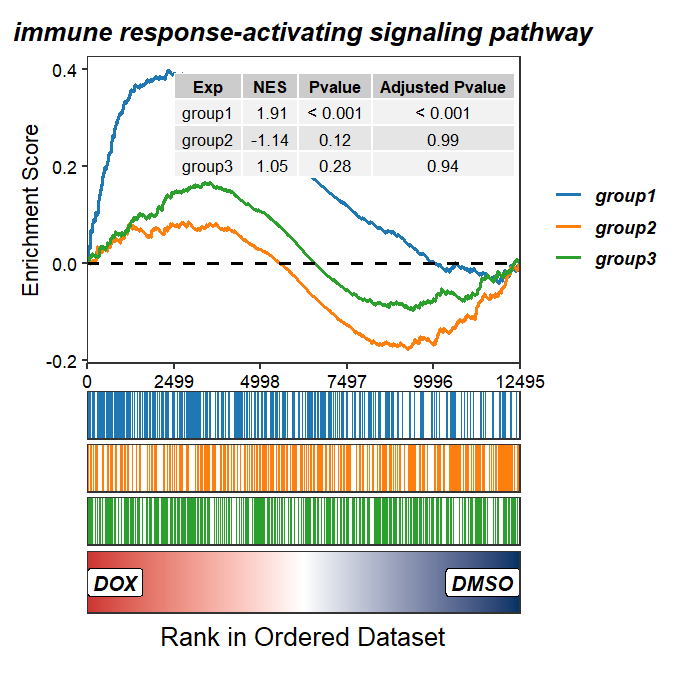 immune response-activating signaling pathway
Enrichment Score
0.4
0.2
0.0
-0.2
Exp NES Pvalue Adjusted Pvalue
group1 1.91 < 0.001 < 0.001
group2 -1.14 0.12 0.99
group3 1.05 0.28 0.94
group1
group2
group3
0 2499 4998 7497 9996 12495
DOX DMSO
Rank in Ordered Dataset